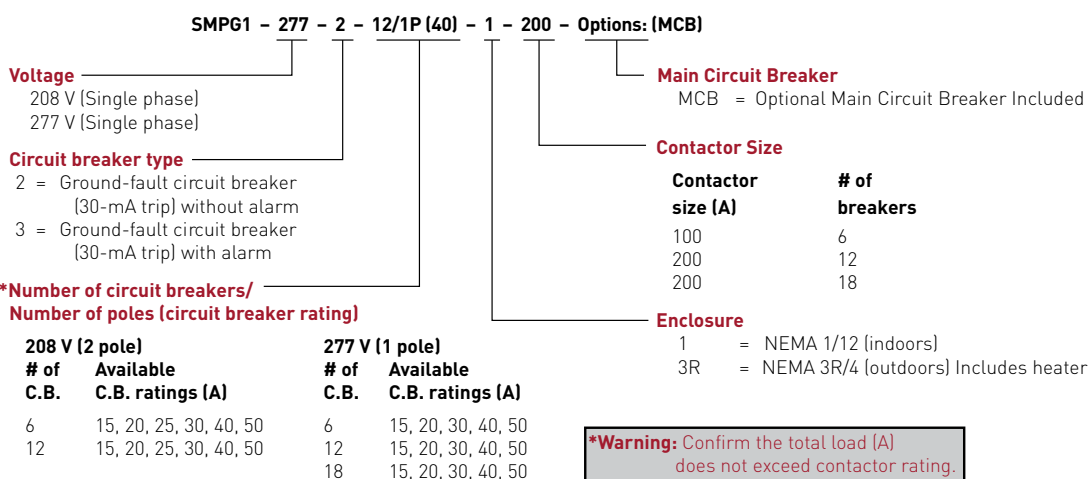 SMPG1 – 277 – 2 – 12/1P (40) – 1 – 200 – Options: (MCB)
Voltage
208 V (Single phase)
277 V (Single phase)
Circuit breaker type
2 = Ground-fault circuit breaker
(30-mA trip) without alarm
3 = Ground-fault circuit breaker
(30-mA trip) with alarm
*Number of circuit breakers/
Number of poles (circuit breaker rating)
208 V (2 pole)
# of Available
C.B. C.B. ratings (A)
6 15, 20, 25, 30, 40, 50
12 15, 20, 25, 30, 40, 50
277 V (1 pole)
# of Available
C.B. C.B. ratings (A)
6 15, 20, 30, 40, 50
12 15, 20, 30, 40, 50
18 15, 20, 30, 40, 50
Main Circuit Breaker
MCB = Optional Main Circuit Breaker Included
Contactor Size
Contactor # of
size (A) breakers
100 6
200 12
200 18
Enclosure
1 = NEMA 1/12 (indoors)
3R = NEMA 3R/4 (outdoors) Includes heater
*Warning: Confirm the total load (A)
does not exceed contactor rating.